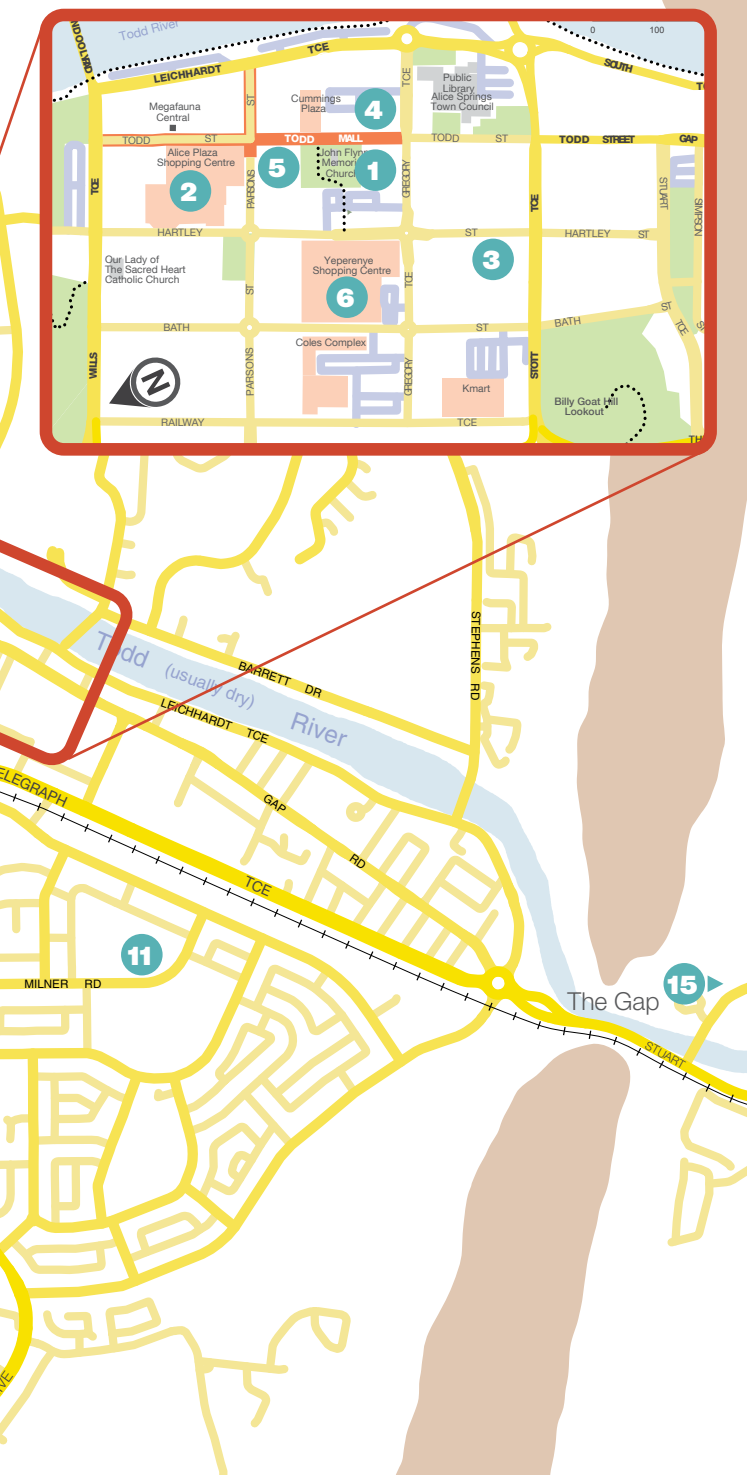 NDOOLYA
RD
Todd River
0
100
TCE
SOUTH
TCE
LEICHHARDT
Public
Library
Alice Springs
Town Council
Megafauna
Central
ST
Cummings
Plaza
4
TODD
ST
TODD
MALL
TODD
ST
TODD
STREET
GAP
Alice Plaza
Shopping Centre
John Flynn
Memorial
Church
5
1
2
PARSONS
GREGORY
TCE
TCE
STUART
SIMPSON
HARTLEY
ST
HARTLEY
ST
Our Lady of
The Sacred Heart
Catholic Church
Yeperenye
Shopping Centre
3
ST
TCE
6
BATH
ST
BATH
ST
TCE
Coles Complex
WILLS
N
PARSONS
GREGORY
STOTT
Kmart
Billy Goat Hill
Lookout
RAILWAY
TCE
TH
Todd
(usually dry)
River
BARRETT DR
STEPHENS RD
LEICHHARDT TCE
ELEGRAPH
GAP
RD
TCE
11
MILNER RD
15
The Gap
STUART
IVE